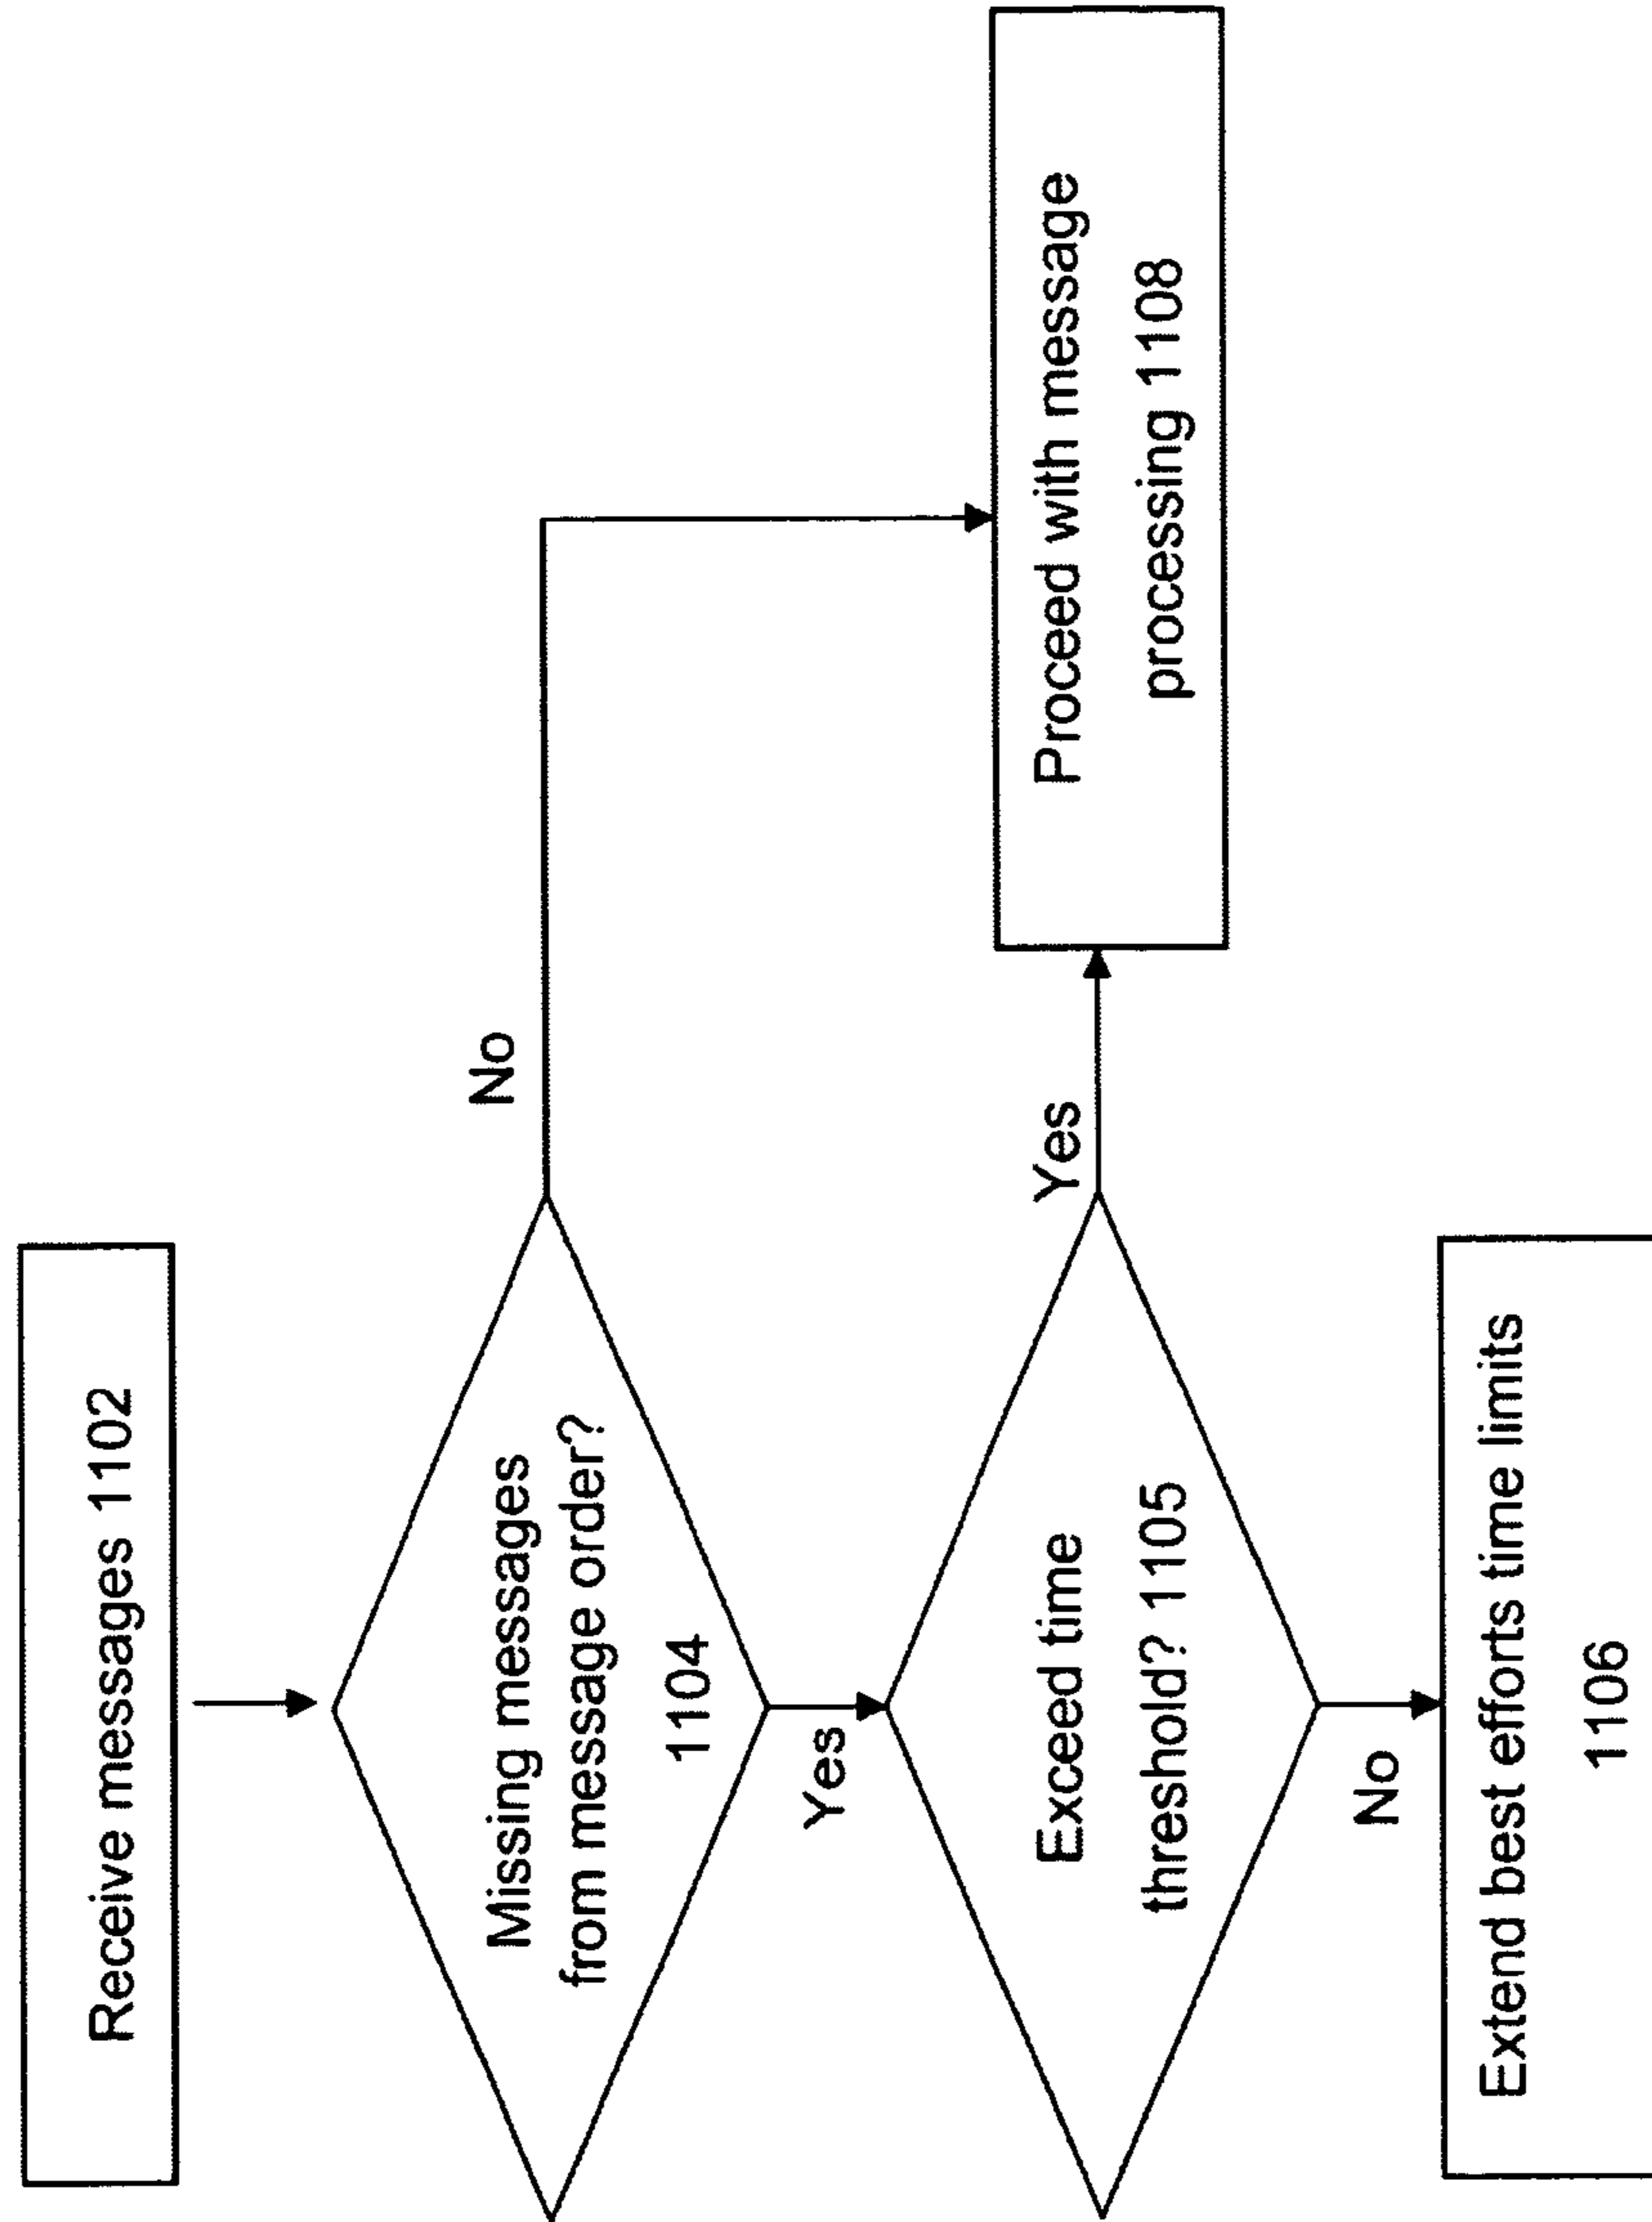 Receive messages 1102
Missing messages
from message order?
1104
No
Yes
Exceed time
threshold? 1105
Yes
Proceed with message
processing 1108
No
Extend best efforts time limits
1106